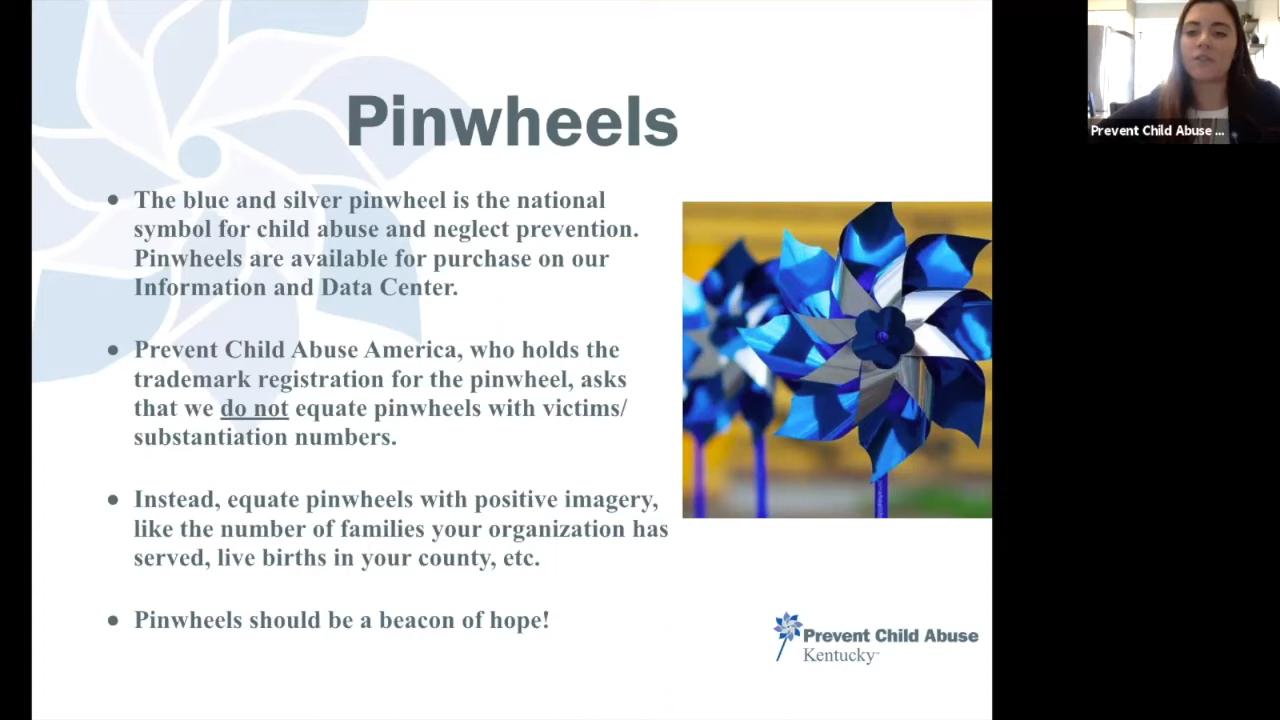 Pinwheels
• The blue and silver pinwheel is the national
symbol for child abuse and neglect prevention.
Pinwheels are available for purchase on our
Information and Data Center.
• Prevent Child Abuse America, who holds the
trademark registration for the pinwheel, asks
that we do not equate pinwheels with victims/
substantiation numbers.
• Instead, equate pinwheels with positive imagery,
like the number of families your organization has
served, live births in your county, etc.
• Pinwheels should be a beacon of hope!
Prevent Child Abuse
Kentucky
Prevent Child Abuse ...